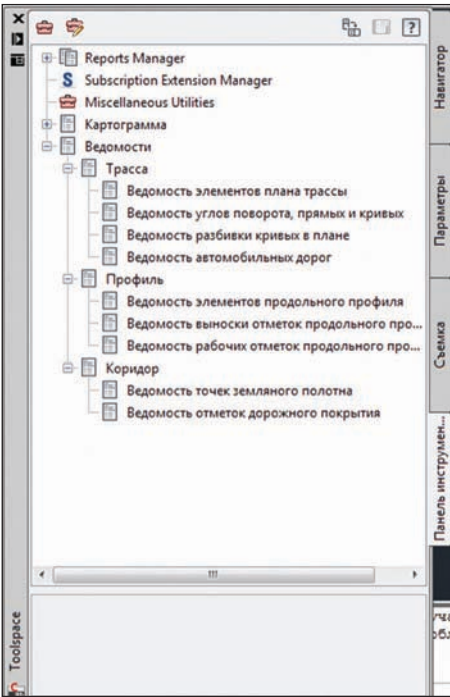 Reports Manager
Subscription Extension Manager
Miscellaneous Utilities
Картограмма
Ведомости
Трасса
Ведомость элементов плана трассы
Ведомость углов поворота, прямых и кривых
Ведомость разбивки кривых в плане
Ведомость автомобильных дорог
Профиль
Ведомость элементов продольного профиля
Ведомость выноски отметок продольного про...
Ведомость рабочих отметок продольного про...
Коридор
Ведомость точек земляного полотна
Ведомость отметок дорожного покрытия
Навигатор
Параметры
Съемка
Панель инструмен...
Toolspace